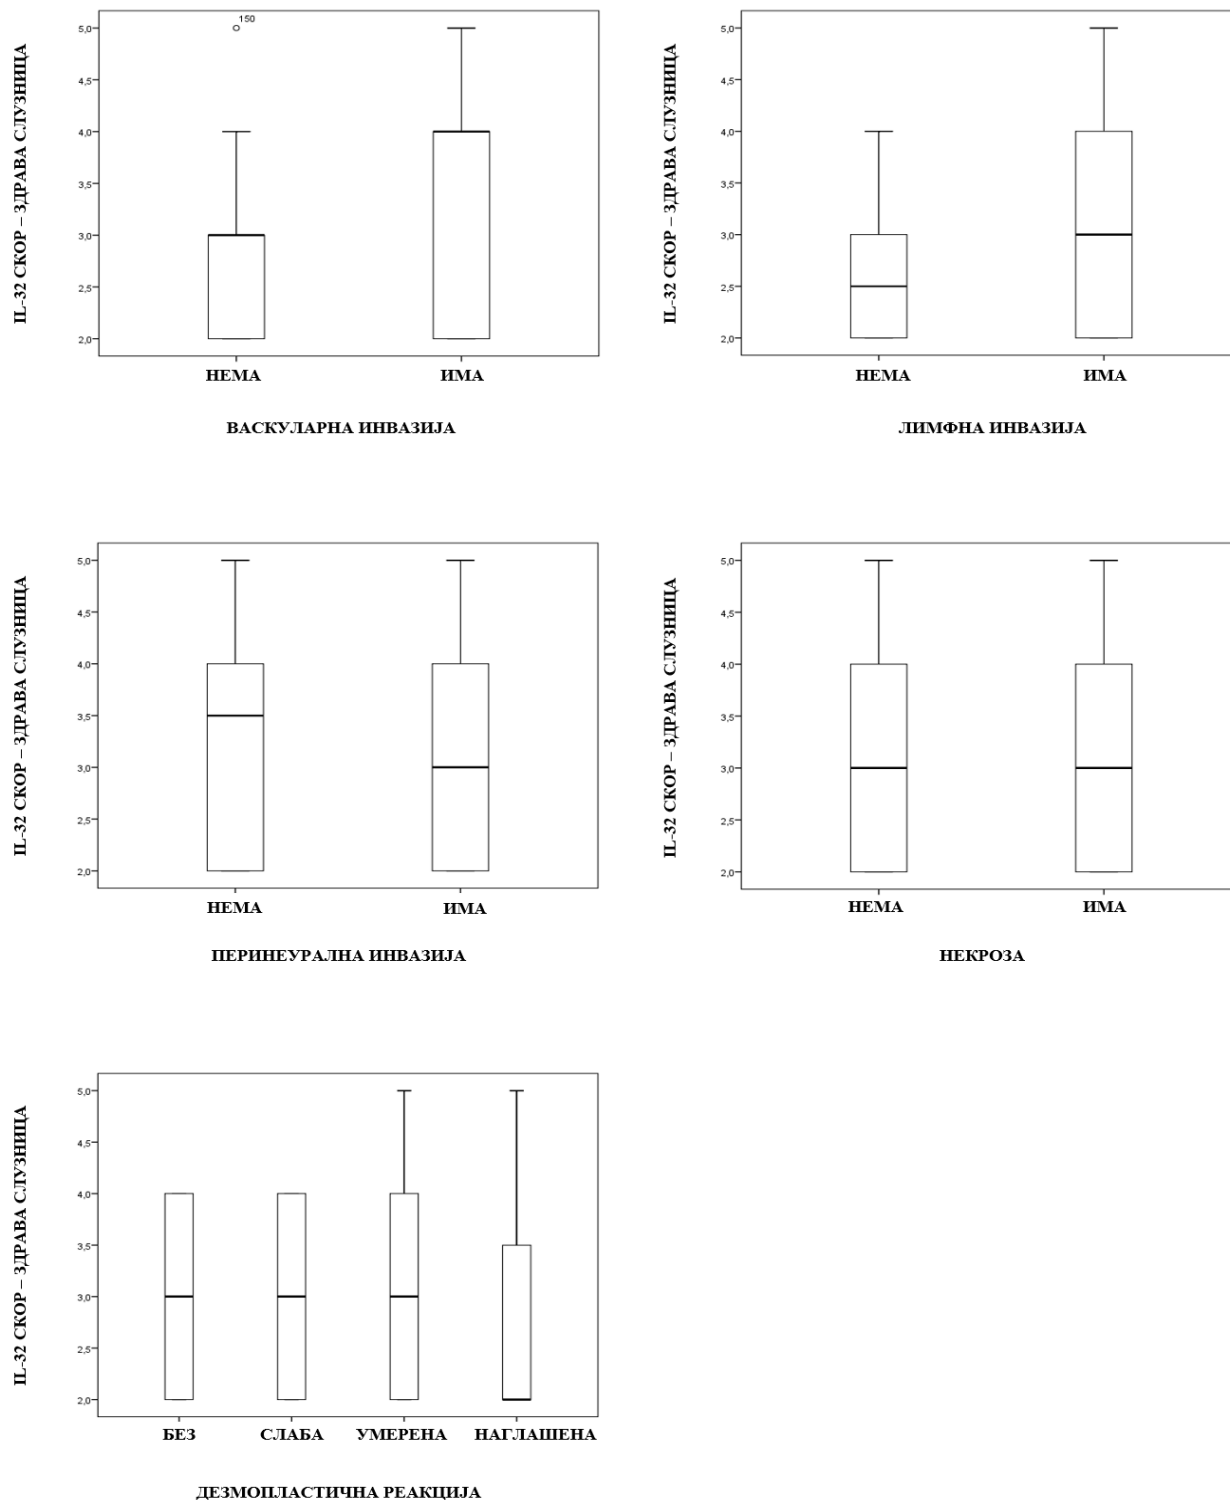 IL-32 СКОР – ЗДРАВА СЛУЗНИЦА
5,0
4,5
4,0
3,5
3,0
2,5
2,0
150
НЕМА
ИМА
ВАСКУЛАРНА ИНВАЗИЈА
IL-32 СКОР – ЗДРАВА СЛУЗНИЦА
5,0
4,5
4,0
3,5
3,0
2,5
2,0
НЕМА
ИМА
ЛИМФНА ИНВАЗИЈА
IL-32 СКОР – ЗДРАВА СЛУЗНИЦА
5,0
4,5
4,0
3,5
3,0
2,5
2,0
НЕМА
ИМА
ПЕРИНЕУРАЛНА ИНВАЗИЈА
IL-32 СКОР – ЗДРАВА СЛУЗНИЦА
5,0
4,5
4,0
3,5
3,0
2,5
2,0
НЕМА
ИМА
НЕКРОЗА
IL-32 СКОР – ЗДРАВА СЛУЗНИЦА
5,0
4,5
4,0
3,5
3,0
2,5
2,0
БЕЗ
СЛАБА
УМЕРЕНА
НАГЛАШЕНА
ДЕЗМОПЛАСТИЧНА РЕАКЦИЈА